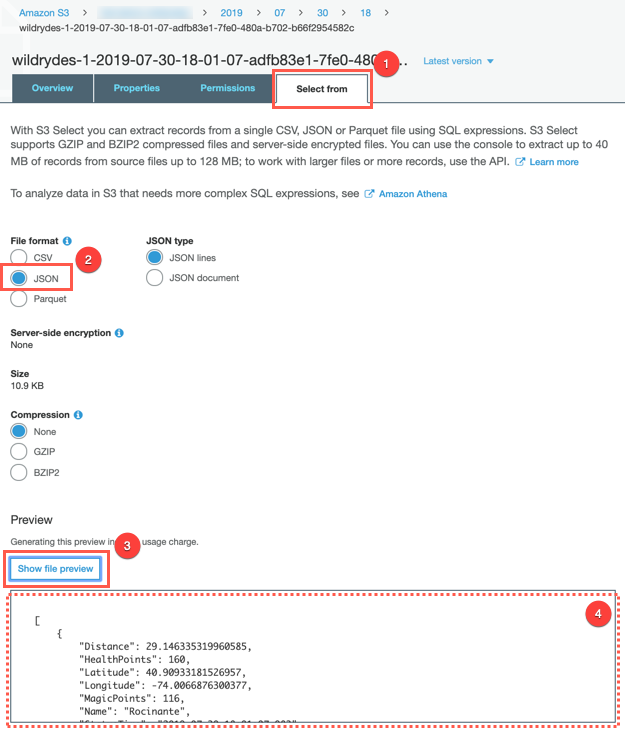 Amazon S3 > > 2019 > 07 > 30 > 18 >
wildrydes-1-2019-07-30-18-01-07-adfb83e1-7fe0-480a-b702-b66f2954582c
wildrydes-1-2019-07-30-18-01-07-adfb83e1-7fe0-480 1 .. Latest version
Overview Properties Permissions Select from
With S3 Select you can extract records from a single CSV, JSON or Parquet file using SQL expressions. S3 Select
supports GZIP and BZIP2 compressed files and server-side encrypted files. You can use the console to extract up to 40
MB of records from source files up to 128 MB; to work with larger files or more records, use the API. Learn more
To analyze data in S3 that needs more complex SQL expressions, see Amazon Athena
File format JSON type
CSV 2 JSON lines
JSON JSON document
Parquet
Server-side encryption
None
Size
10.9 KB
Compression
None
GZIP
BZIP2
Preview
Generating this preview in 3 usage charge.
Show file preview
4
[
{
"Distance": 29.146335319960585,
"HealthPoints": 160,
"Latitude": 40.90933181526957,
"Longitude": -74.0066876300377,
"MagicPoints": 116,
"Name": "Rocinante",